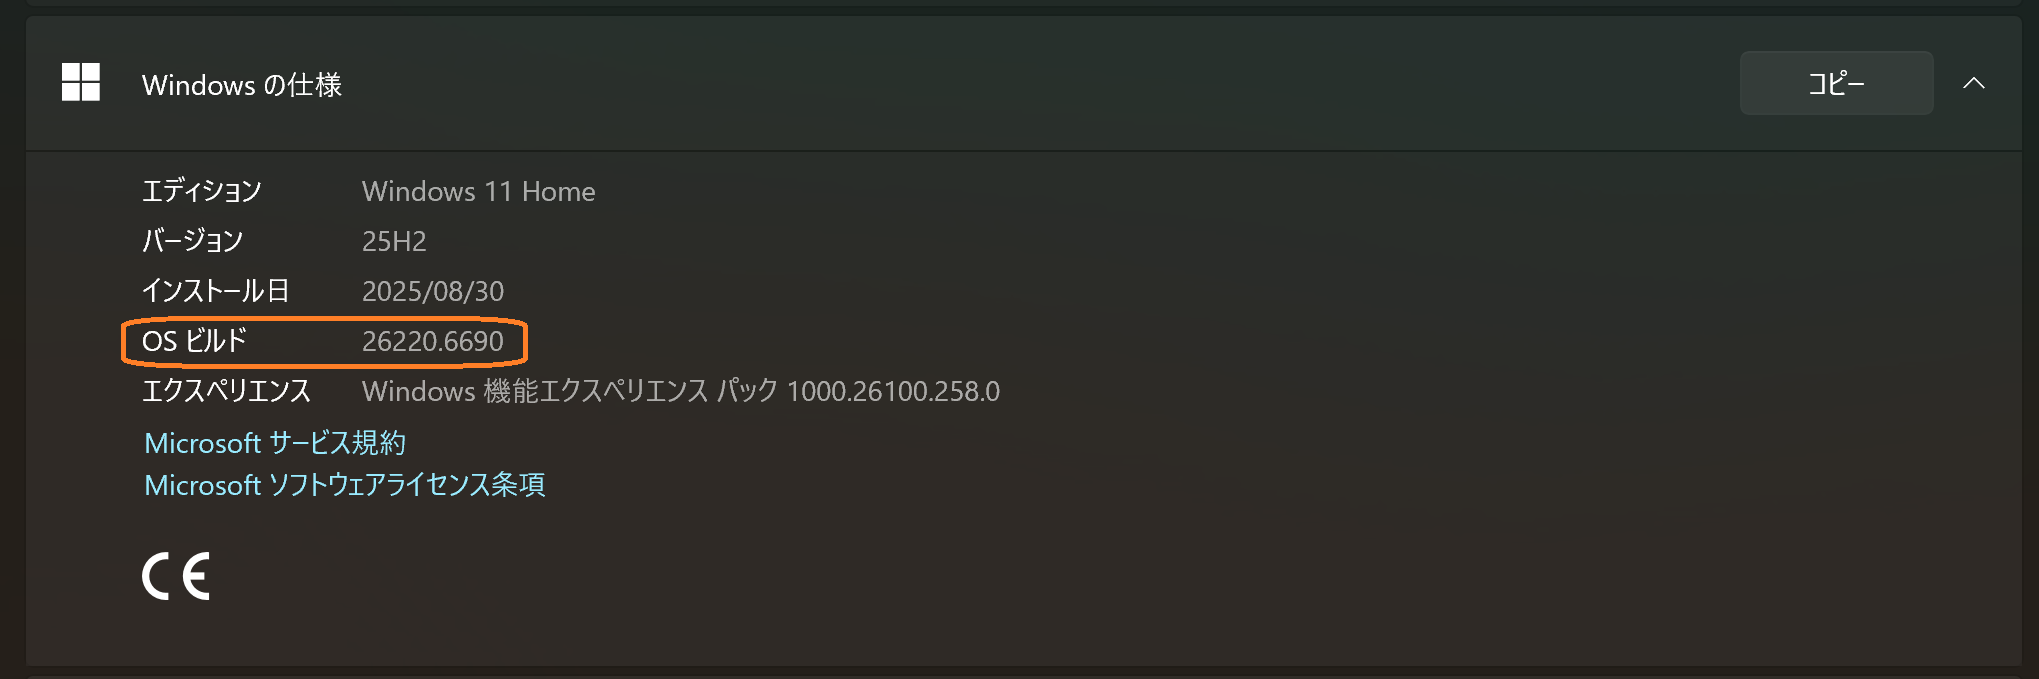 Windows の仕様
コピー
エディション Windows 11 Home
バージョン 25H2
インストール日 2025/08/30
OS ビルド 26220.6690
エクスペリエンス Windows 機能エクスペリエンス パック 1000.26100.258.0
Microsoft サービス規約
Microsoft ソフトウェアライセンス条項
CE